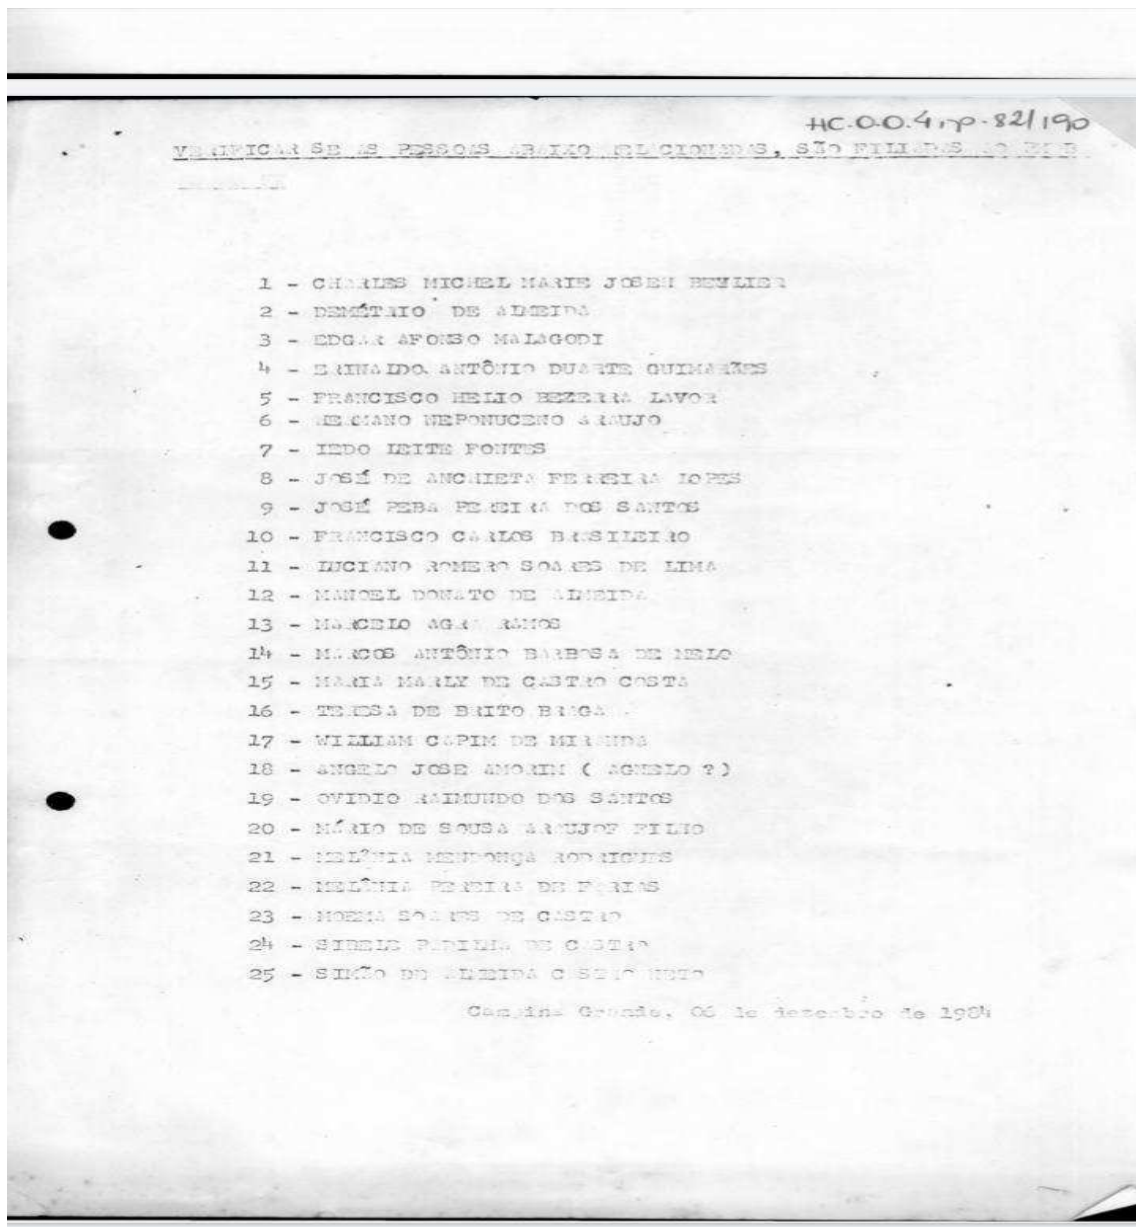 HC.0.0.4, p-82/190
VERIFICAR SE AS PESSOAS ABAIXO RELACIONADAS, SÃO FILIADAS AO
1 - CHARLES MICHEL MARIE JOSEH BEYLIER
2 - DEMÉTRIO DE ALMEIDA
3 - EDGAR AFONSO MALAGODI
4 - ERINALDO ANTÔNIO DUARTE GUIMARÃES
5 - FRANCISCO HELIO BEZERRA LAVOR
6 - HERMANO NEPONUCENO ARAUJO
7 - IEDO LEITE FONTES
8 - JOSÉ DE ANCHIETA FERREIRA LOPES
9 - JOSÉ PEBA PEREIRA DOS SANTOS
10 - FRANCISCO CARLOS BRASILEIRO
11 - LUCIANO ROMERO SOARES DE LIMA
12 - MANOEL DONATO DE ALMEIDA
13 - MARCELO AGRA RAMOS
14 - MARCOS ANTÔNIO BARBOSA DE MELO
15 - MARIA MARLY DE CASTRO COSTA
16 - TERESA DE BRITO BRAGA
17 - WILLIAM CAPIM DE MIRANDA
18 - ANGELO JOSE AMORIM ( AGNELO ? )
19 - OVIDIO RAIMUNDO DOS SANTOS
20 - MÁRIO DE SOUSA ARAUJOF FILHO
21 - MELÂNIA MENDONÇA RODRIGUES
22 - MELÂNIA PEREIRA DE FARIAS
23 - MOEMA SOARES DE CASTRO
24 - SIBELE PADILHA DE CASTRO
25 - SIMÃO DE ALMEIDA CASTRO NETO
Campina Grande, 06 de dezembro de 1984